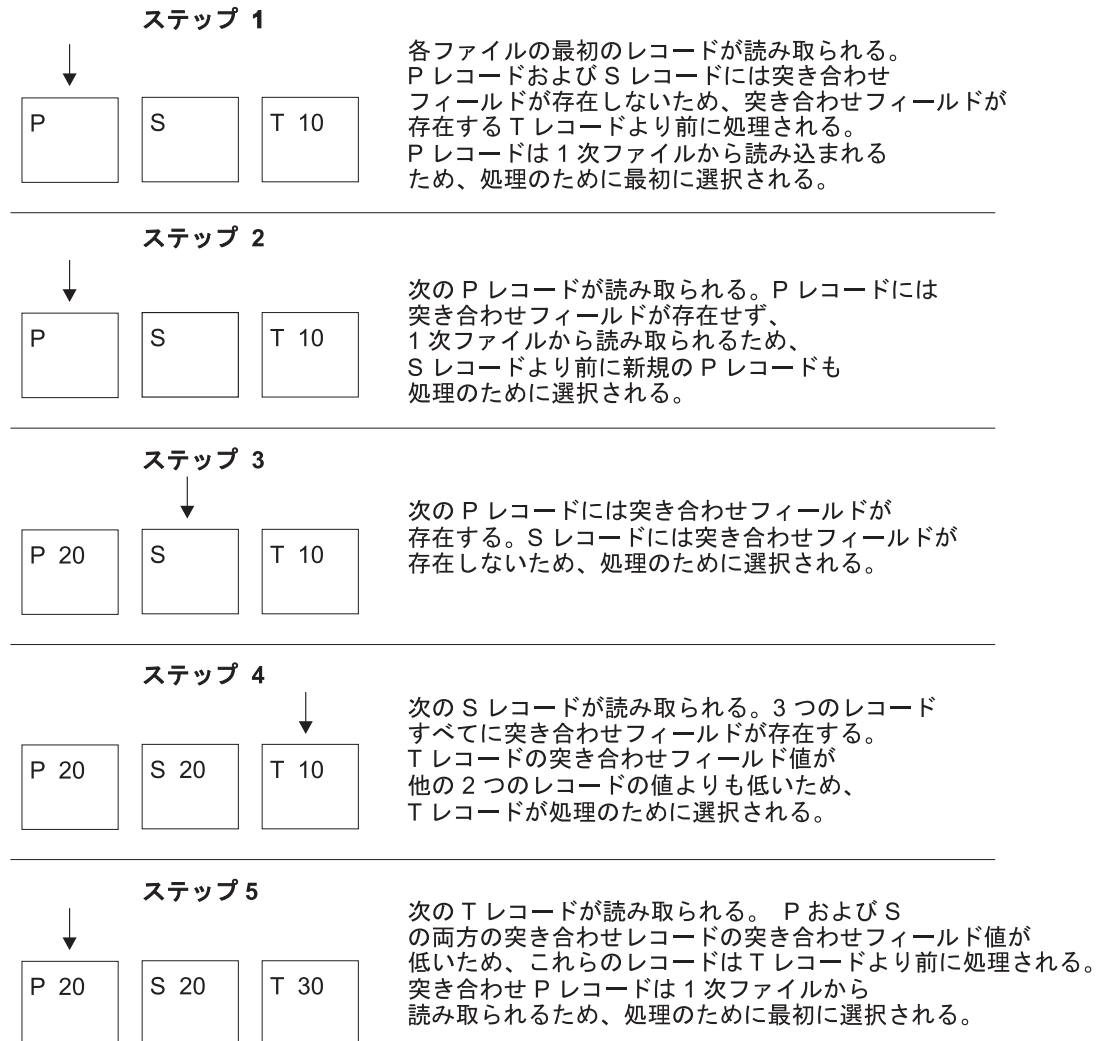 ステップ 1
各ファイルの最初のレコードが読み取られる。
P レコードおよび S レコードには突き合わせ
フィールドが存在しないため、突き合わせフィールドが
存在する T レコードより前に処理される。
P レコードは 1 次ファイルから読み込まれる
ため、処理のために最初に選択される。
P
S
T 10
ステップ 2
次の P レコードが読み取られる。P レコードには
突き合わせフィールドが存在せず、
1 次ファイルから読み取られるため、
S レコードより前に新規の P レコードも
処理のために選択される。
P
S
T 10
ステップ 3
次の P レコードには突き合わせフィールドが
存在する。S レコードには突き合わせフィールドが
存在しないため、処理のために選択される。
P 20
S
T 10
ステップ 4
次の S レコードが読み取られる。3 つのレコード
すべてに突き合わせフィールドが存在する。
T レコードの突き合わせフィールド値が
他の 2 つのレコードの値よりも低いため、
T レコードが処理のために選択される。
P 20
S 20
T 10
ステップ 5
次の T レコードが読み取られる。 P および S
の両方の突き合わせレコードの突き合わせフィールド値が
低いため、これらのレコードは T レコードより前に処理される。
突き合わせ P レコードは 1 次ファイルから
読み取られるため、処理のために最初に選択される。
P 20
S 20
T 30